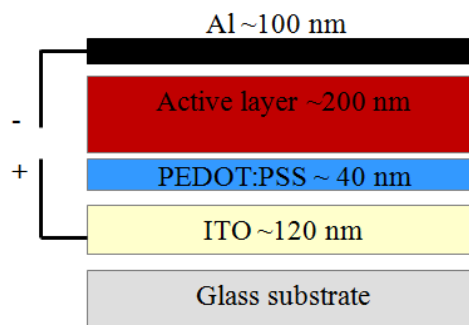 Al ~100 nm
Active layer ~200 nm
-
+
PEDOT:PSS ~ 40 nm
ITO ~120 nm
Glass substrate